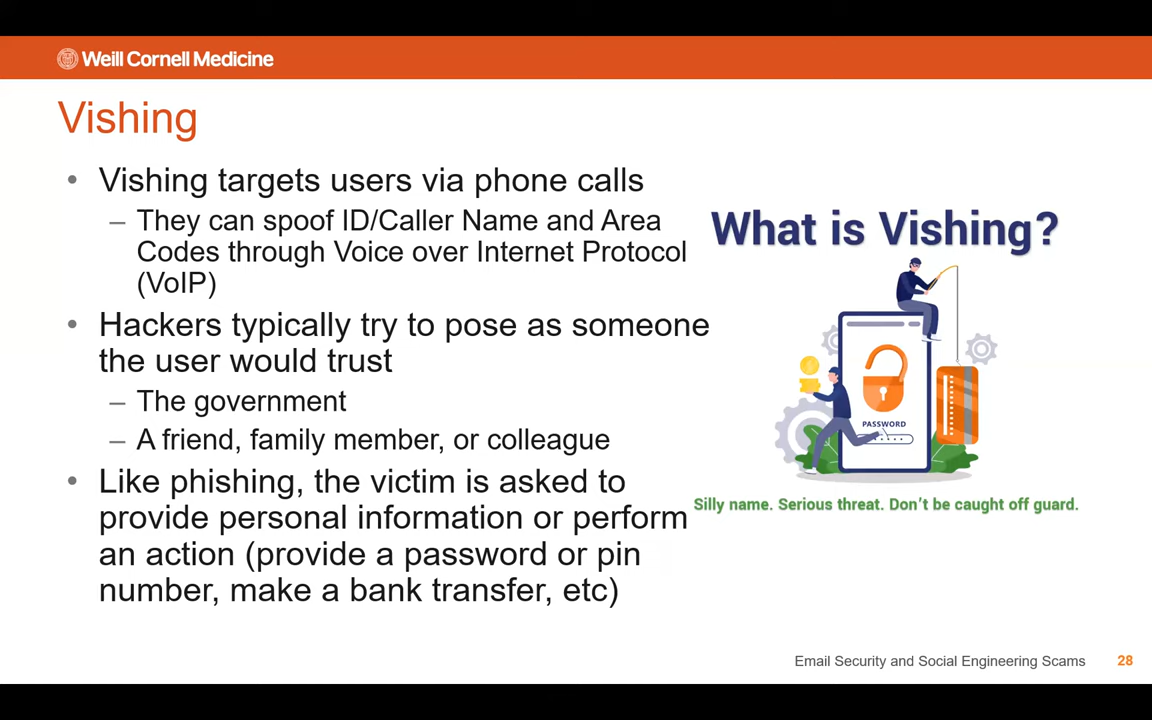 Weill Cornell Medicine
Vishing
• Vishing targets users via phone calls
– They can spoof ID/Caller Name and Area
Codes through Voice over Internet Protocol
(VoIP)
• Hackers typically try to pose as someone
the user would trust
– The government
– A friend, family member, or colleague
• Like phishing, the victim is asked to
provide personal information or perform
an action (provide a password or pin
number, make a bank transfer, etc)
What is Vishing?
PASSWORD
Silly name. Serious threat. Don't be caught off guard.
Email Security and Social Engineering Scams 28